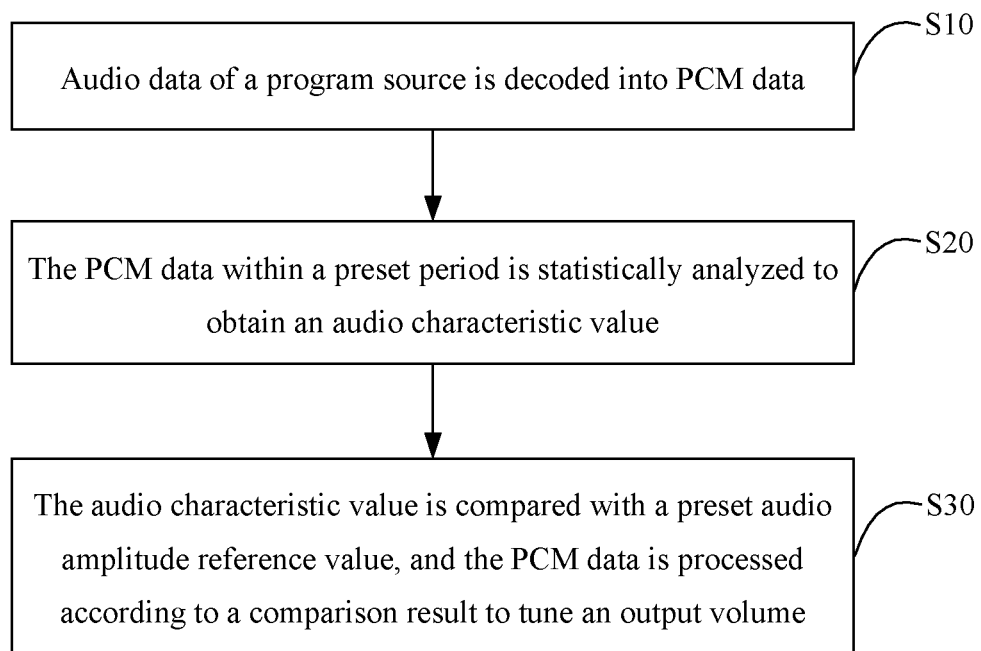 S10
Audio data of a program source is decoded into PCM data
S20
The PCM data within a preset period is statistically analyzed to
obtain an audio characteristic value
S30
The audio characteristic value is compared with a preset audio
amplitude reference value, and the PCM data is processed
according to a comparison result to tune an output volume